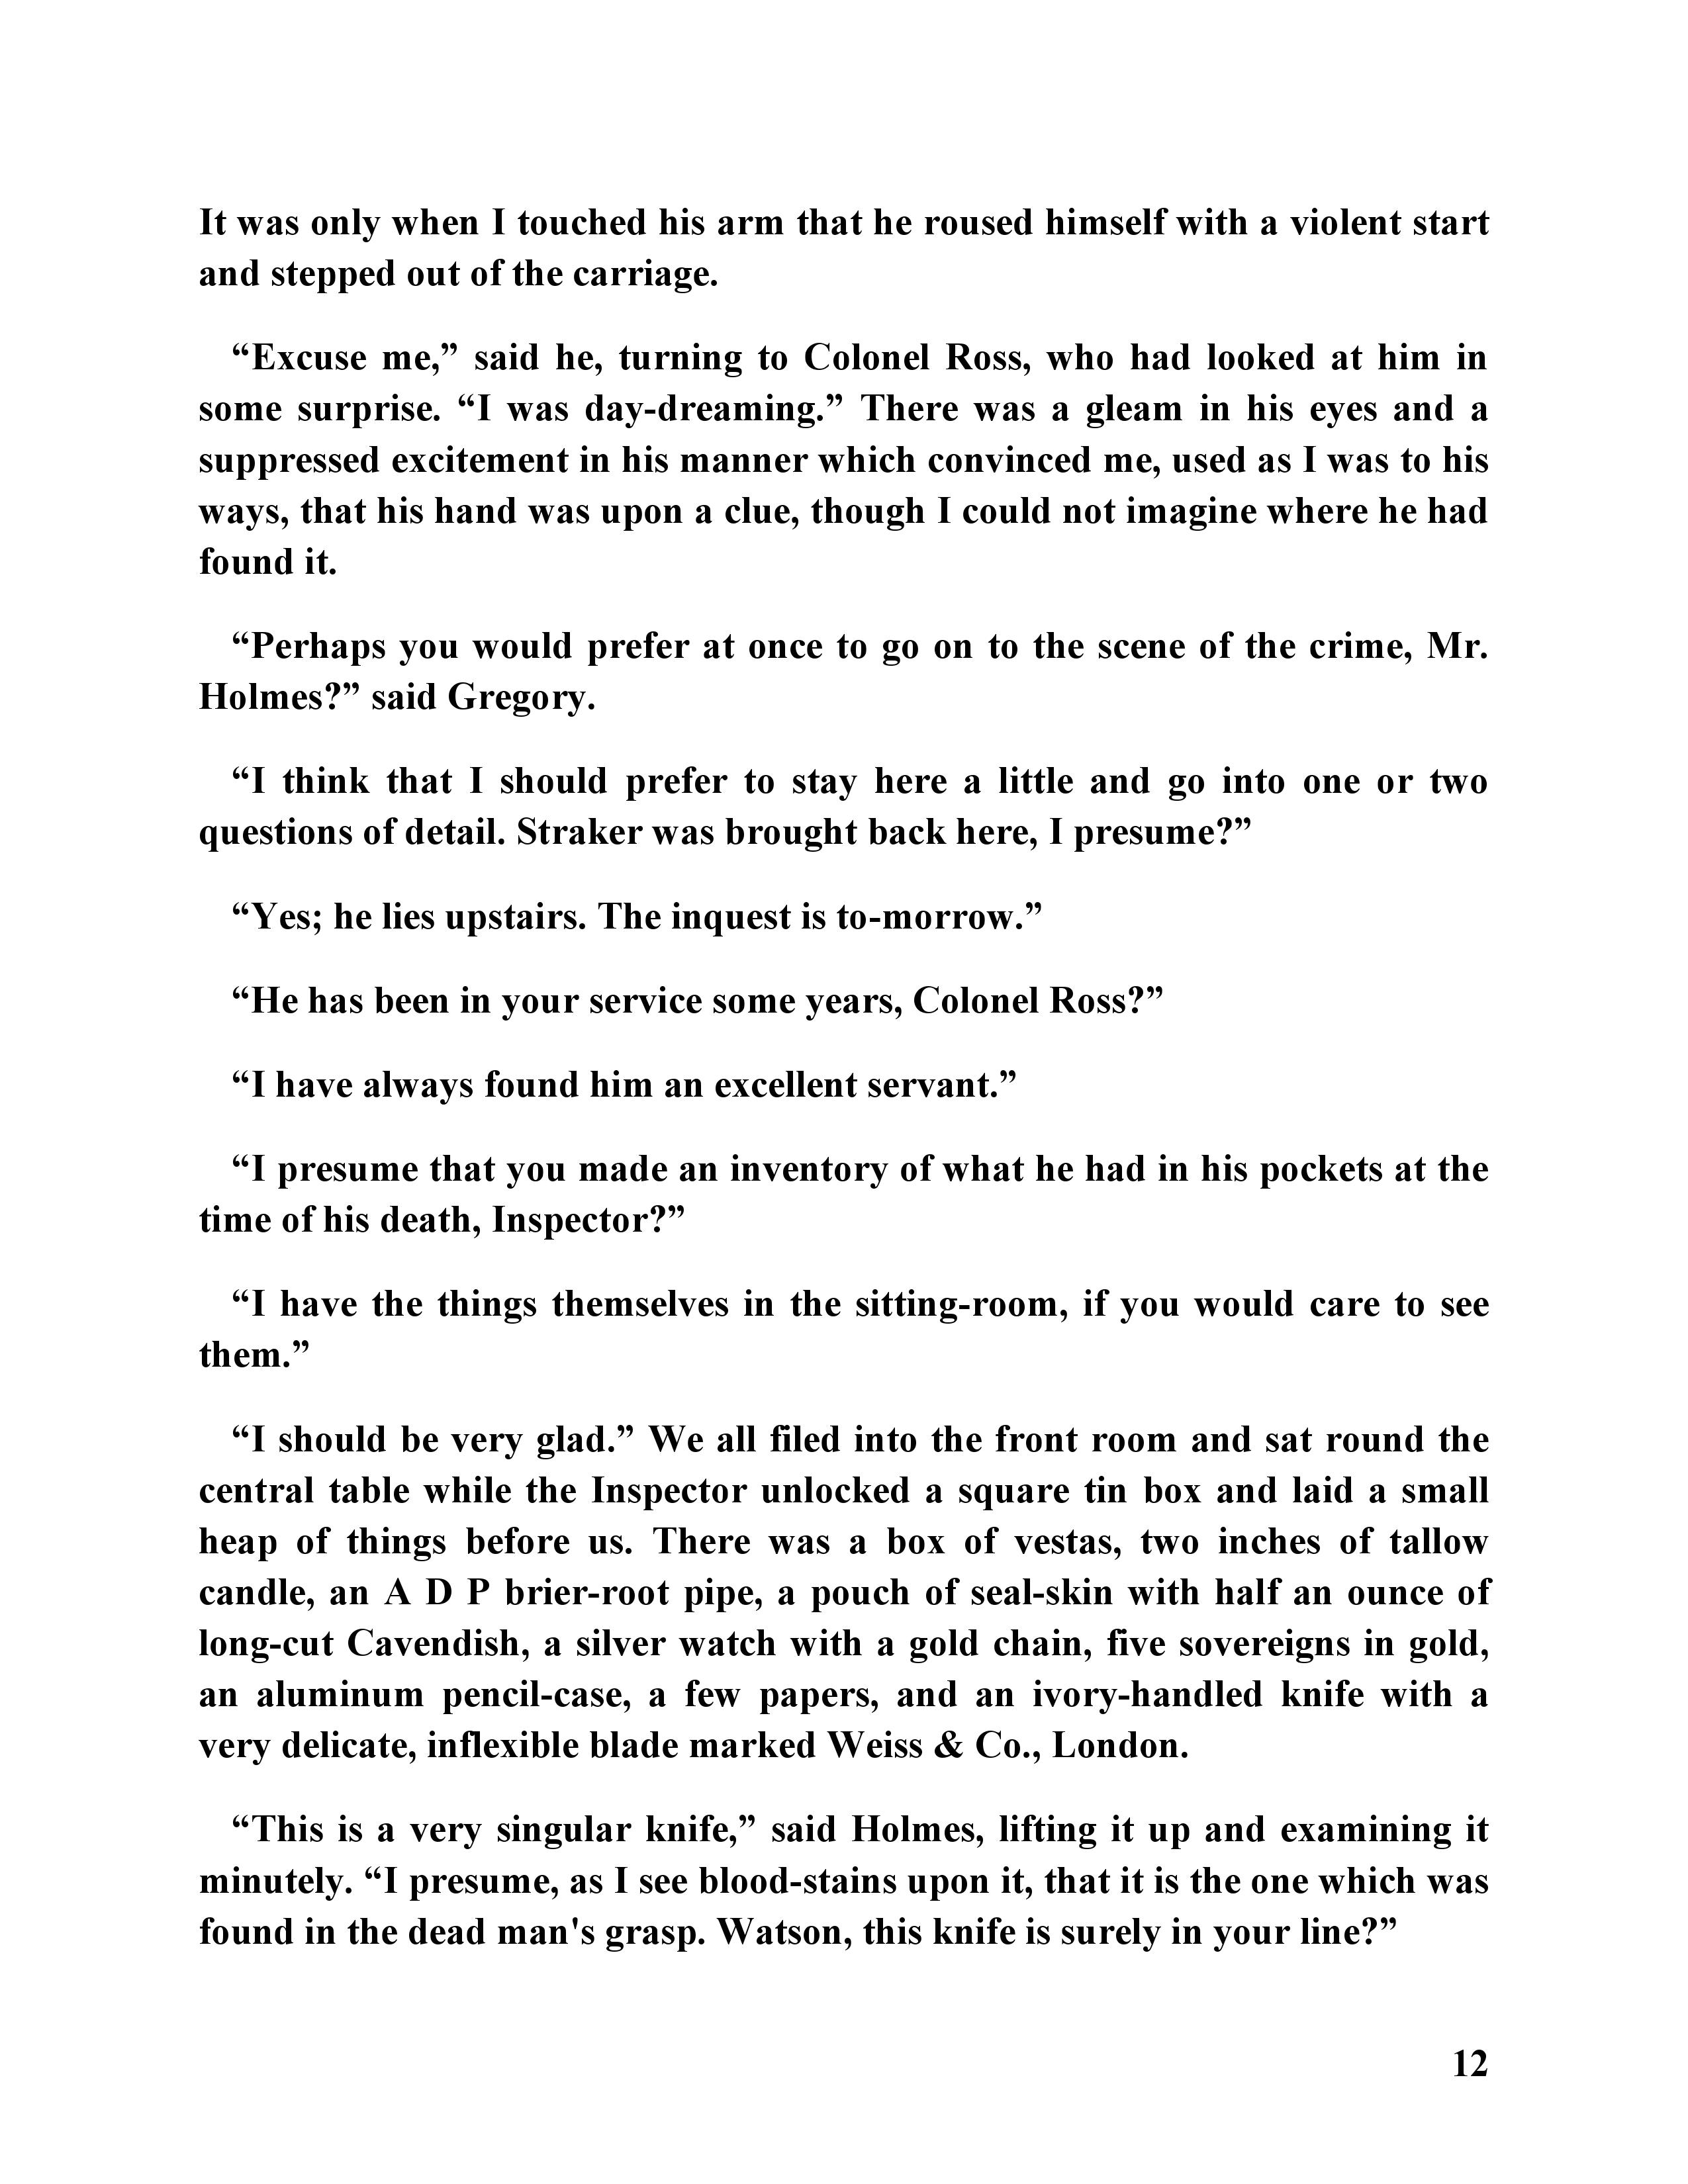 It was only when I touched his arm that he roused himself with a violent start
and stepped out of the carriage.
“Excuse me,” said he, turning to Colonel Ross, who had looked at him in
some surprise. “I was day-dreaming.” There was a gleam in his eyes and a
suppressed excitement in his manner which convinced me, used as I was to his
ways, that his hand was upon a clue, though I could not imagine where he had
found it.
“Perhaps you would prefer at once to go on to the scene of the crime, Mr.
Holmes?” said Gregory.
“I think that I should prefer to stay here a little and go into one or two
questions of detail. Straker was brought back here, I presume?”
“Yes; he lies upstairs. The inquest is to-morrow.”
“He has been in your service some years, Colonel Ross?”
“I have always found him an excellent servant.”
“I presume that you made an inventory of what he had in his pockets at the
time of his death, Inspector?”
“I have the things themselves in the sitting-room, if you would care to see
them.”
“I should be very glad.” We all filed into the front room and sat round the
central table while the Inspector unlocked a square tin box and laid a small
heap of things before us. There was a box of vestas, two inches of tallow
candle, an A D P brier-root pipe, a pouch of seal-skin with half an ounce of
long-cut Cavendish, a silver watch with a gold chain, five sovereigns in gold,
an aluminum pencil-case, a few papers, and an ivory-handled knife with a
very delicate, inflexible blade marked Weiss & Co., London.
“This is a very singular knife,” said Holmes, lifting it up and examining it
minutely. “I presume, as I see blood-stains upon it, that it is the one which was
found in the dead man's grasp. Watson, this knife is surely in your line?”
12